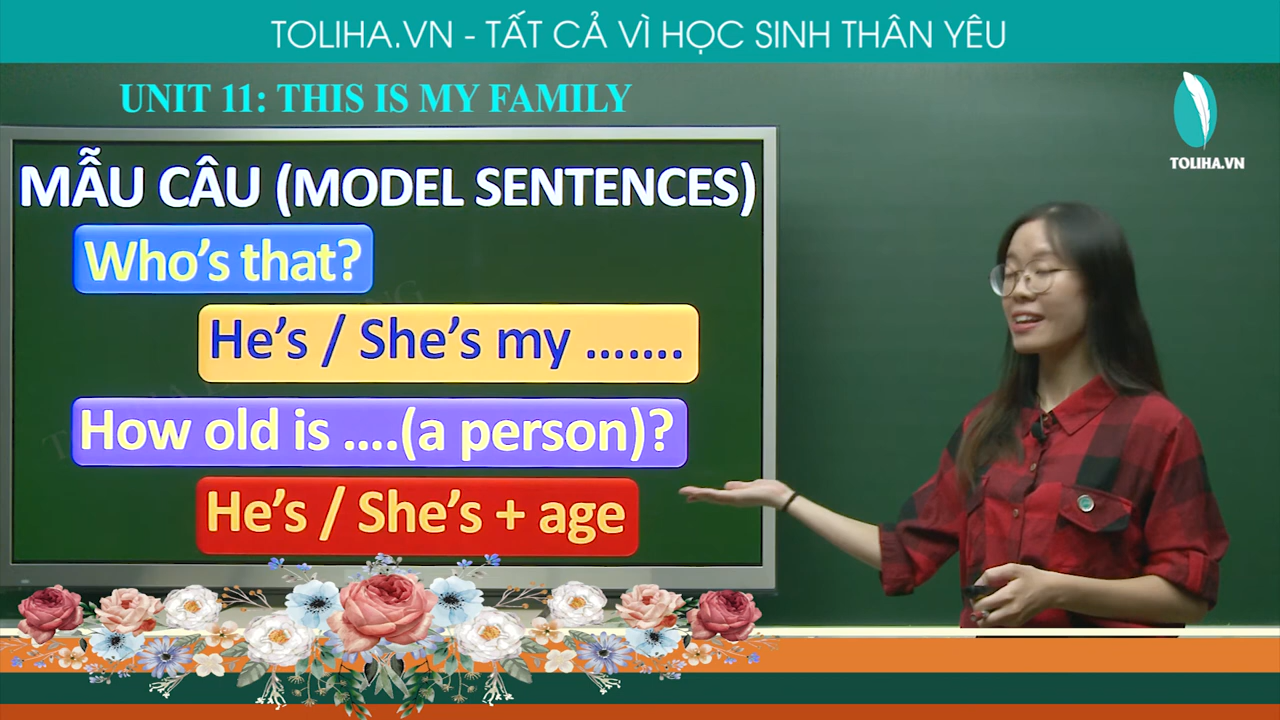 TOLIHA.VN - TẤT CẢ VÌ HỌC SINH THÂN YÊU
UNIT 11: THIS IS MY FAMILY
TOLIHA.VN
MẪU CÂU (MODEL SENTENCES)
Who's that?
He's / She's my .......
How old is ....(a person)?
He's / She's + age